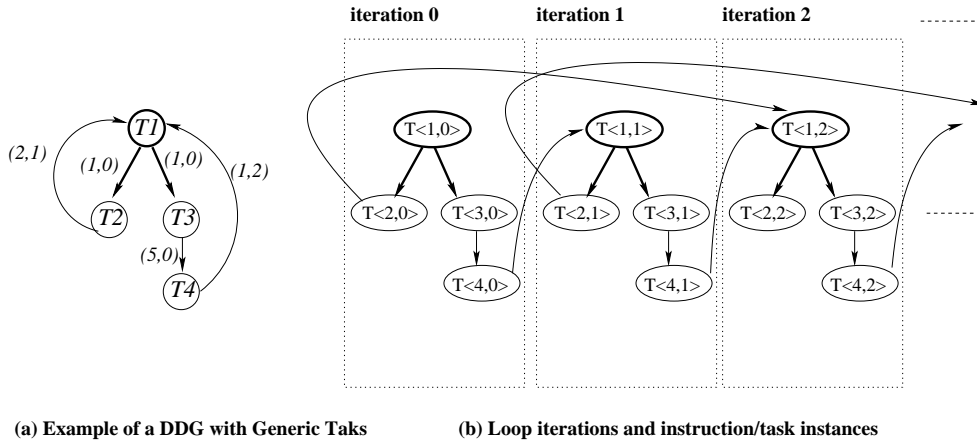 iteration 0 iteration 1 iteration 2
T1 T<1,0> T<1,1> T<1,2>
(2,1) (1,0) (1,0) (1,2)
T2 T3 T<2,0> T<3,0> T<2,1> T<3,1> T<2,2> T<3,2>
(5,0)
T4 T<4,0> T<4,1> T<4,2>
(a) Example of a DDG with Generic Taks (b) Loop iterations and instruction/task instances